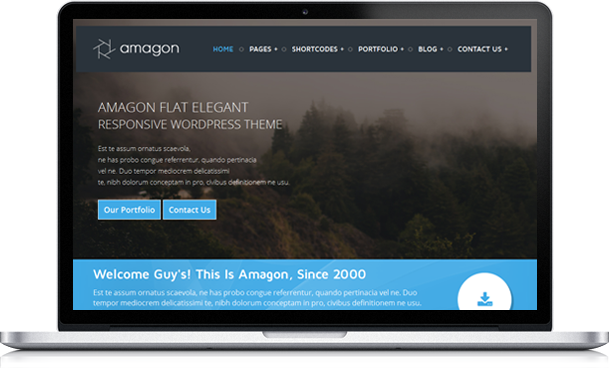 amagon
HOME PAGES + SHORTCODES + PORTFOLIO + BLOG + CONTACT US +
AMAGON FLAT ELEGANT
RESPONSIVE WORDPRESS THEME
Est te assum ornatus scaevola,
ne has probo congue referrentur, quando pertinacia
vel ne. Duo tempor mediocrem delicatissimi
te, nibh dolorum conceptam in pro, civibus definitionem ne usu.
Our Portfolio Contact Us
Welcome Guy's! This Is Amagon, Since 2000
Est te assum ornatus scaevola, ne has probo congue referrentur, quando pertinacia vel ne. Duo
tempor mediocrem delicatissimi te, nibh dolorum conceptam in pro, civibus definitionem ne usu.